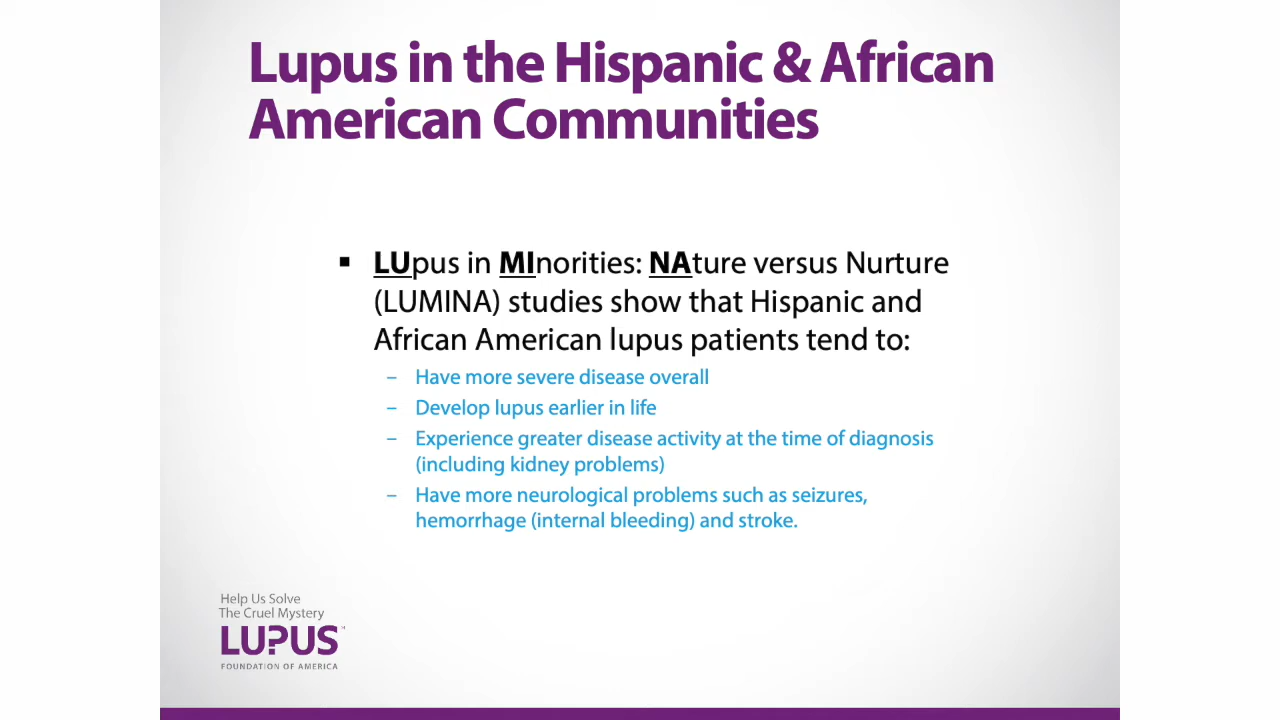 Lupus in the Hispanic & African
American Communities
▪ LUpus in MInorities: NAture versus Nurture
(LUMINA) studies show that Hispanic and
African American lupus patients tend to:
– Have more severe disease overall
– Develop lupus earlier in life
– Experience greater disease activity at the time of diagnosis
(including kidney problems)
– Have more neurological problems such as seizures,
hemorrhage (internal bleeding) and stroke.
Help Us Solve
The Cruel Mystery
LUPUS™
FOUNDATION OF AMERICA